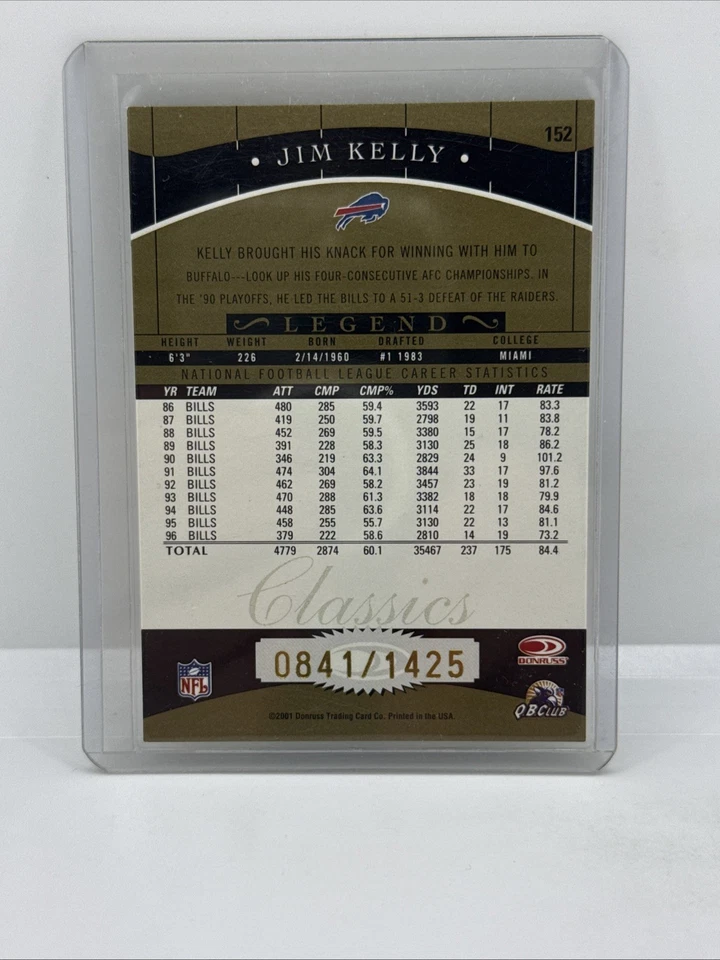 152
• JIM KELLY •
KELLY BROUGHT HIS KNACK FOR WINNING WITH HIM TO
BUFFALO---LOOK UP HIS FOUR-CONSECUTIVE AFC CHAMPIONSHIPS. IN
THE '90 PLAYOFFS, HE LED THE BILLS TO A 51-3 DEFEAT OF THE RAIDERS.
LEGEND
HEIGHT WEIGHT BORN DRAFTED COLLEGE
6'3" 226 2/14/1960 #1 1983 MIAMI
NATIONAL FOOTBALL LEAGUE CAREER STATISTICS
YR TEAM ATT CMP CMP% YDS TD INT RATE
86 BILLS 480 285 59.4 3593 22 17 83.3
87 BILLS 419 250 59.7 2798 19 11 83.8
88 BILLS 452 269 59.5 3380 15 17 78.2
89 BILLS 391 228 58.3 3130 25 18 86.2
90 BILLS 346 219 63.3 2829 24 9 101.2
91 BILLS 474 304 64.1 3844 33 17 97.6
92 BILLS 462 269 58.2 3457 23 19 81.2
93 BILLS 470 288 61.3 3382 18 18 79.9
94 BILLS 448 285 63.6 3114 22 17 84.6
95 BILLS 458 255 55.7 3130 22 13 81.1
96 BILLS 379 222 58.6 2810 14 19 73.2
TOTAL 4779 2874 60.1 35467 237 175 84.4
Classics
0841/1425
DONRUSS
NFL
QB CLUB
©2001 Donruss Trading Card Co. Printed in the USA.